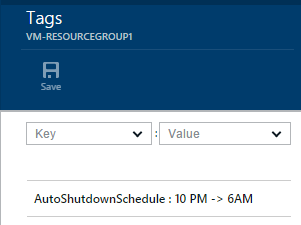 Tags
VM-RESOURCEGROUP1
Save
Key : Value
AutoShutdownSchedule : 10 PM -> 6AM